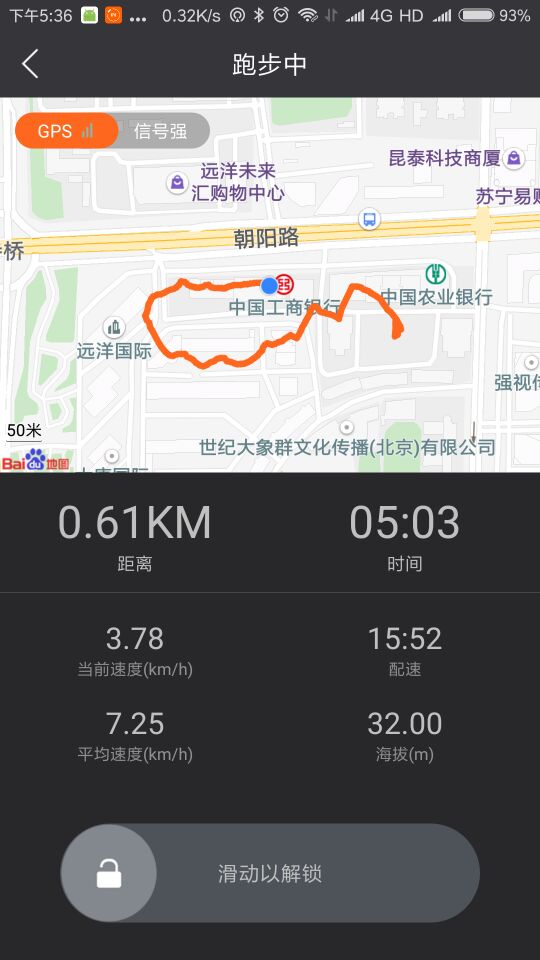 下午5:36 ... 0.32K/s 4G HD 93%
跑步中
GPS 信号强
昆泰科技商厦
远洋未来
汇购物中心
苏宁易购
朝阳路
桥
中国工商银行
中国农业银行
远洋国际
强视传
50米
世纪大象群文化传播(北京)有限公司
Bai du 地图
0.61KM
05:03
距离
时间
3.78
15:52
当前速度(km/h)
配速
7.25
32.00
平均速度(km/h)
海拔(m)
滑动以解锁